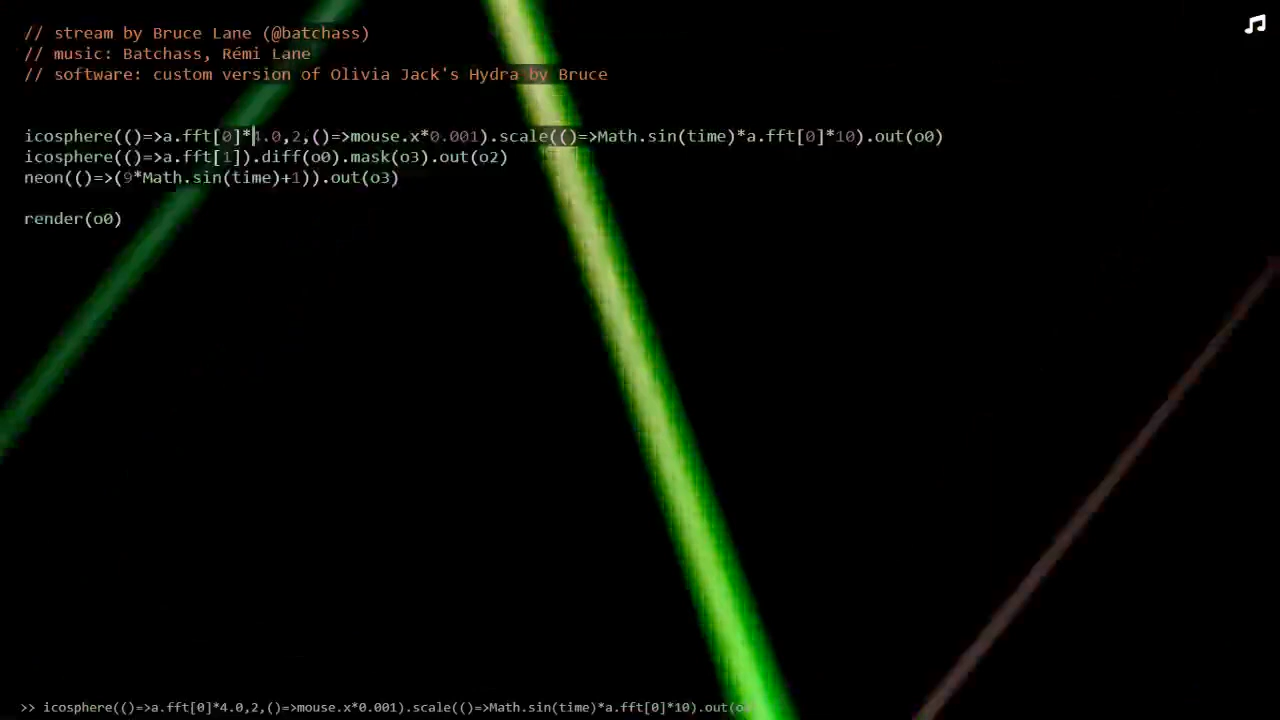 // stream by Bruce Lane (@batchass)
// music: Batchass, Rémi Lane
// software: custom version of Olivia Jack's Hydra by Bruce
icosphere(()=>a.fft[0]*4.0,2,()=>mouse.x*0.001).scale(()=>Math.sin(time)*a.fft[0]*10).out(o0)
icosphere(()=>a.fft[1]).diff(o0).mask(o3).out(o2)
neon(()=>(9*Math.sin(time)+1)).out(o3)
render(o0)
>> icosphere(()=>a.fft[0]*4.0,2,()=>mouse.x*0.001).scale(()=>Math.sin(time)*a.fft[0]*10).out(o